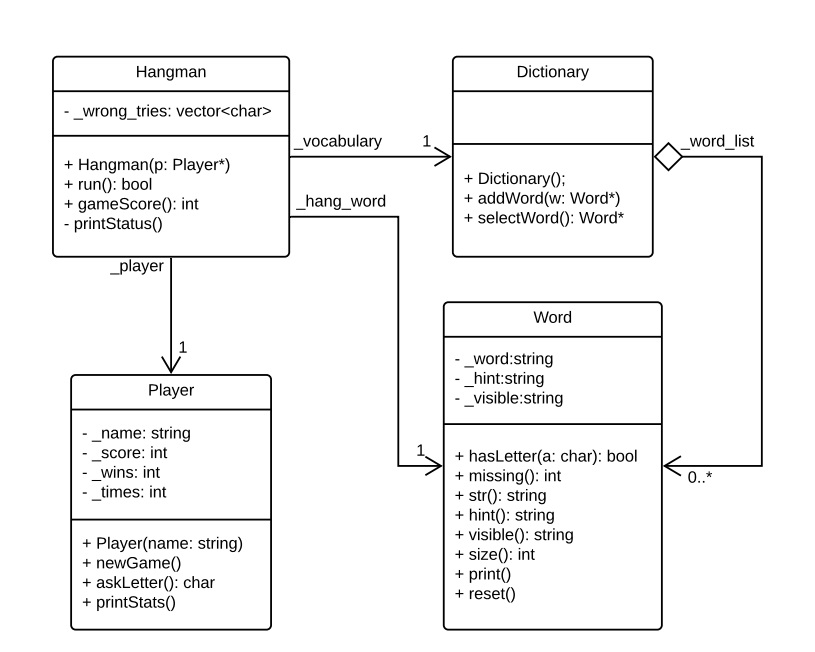 Hangman
- _wrong_tries: vector<char>
+ Hangman(p: Player*)
+ run(): bool
+ gameScore(): int
- printStatus()
_vocabulary
1
_hang_word
1
_player
1
Dictionary
+ Dictionary();
+ addWord(w: Word*)
+ selectWord(): Word*
_word_list
0..*
Player
- _name: string
- _score: int
- _wins: int
- _times: int
+ Player(name: string)
+ newGame()
+ askLetter(): char
+ printStats()
Word
- _word:string
- _hint:string
- _visible:string
+ hasLetter(a: char): bool
+ missing(): int
+ str(): string
+ hint(): string
+ visible(): string
+ size(): int
+ print()
+ reset()